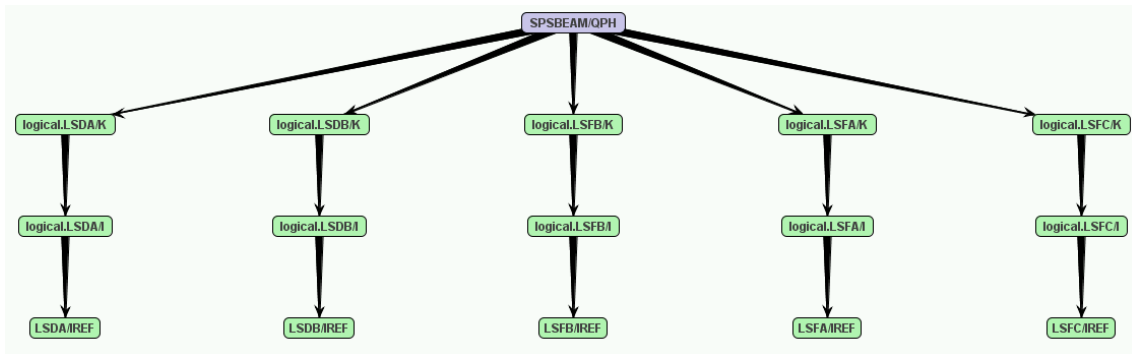 SPSBEAM/QPH
logical.LSDA/K logical.LSDB/K logical.LSFB/K logical.LSFA/K logical.LSFC/K
logical.LSDA/I logical.LSDB/I logical.LSFB/I logical.LSFA/I logical.LSFC/I
LSDA/IREF LSDB/IREF LSFB/IREF LSFA/IREF LSFC/IREF